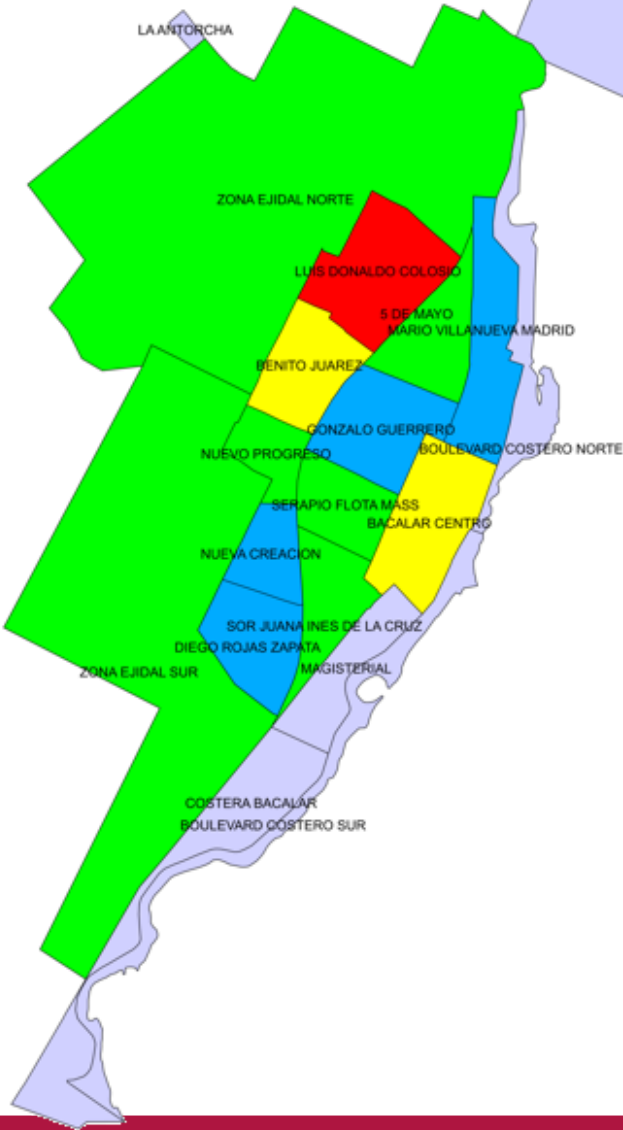 LA ANTORCHA
ZONA EJIDAL NORTE
LUIS DONALDO COLOSIO
5 DE MAYO
MARIO VILLANUEVA MADRID
BENITO JUAREZ
GONZALO GUERRERO
BOULEVARD COSTERO NORTE
NUEVO PROGRESO
SERAPIO FLOTA MASS
BACALAR CENTRO
NUEVA CREACION
SOR JUANA INES DE LA CRUZ
DIEGO ROJAS ZAPATA
MAGISTERIAL
ZONA EJIDAL SUR
COSTERA BACALAR
BOULEVARD COSTERO SUR